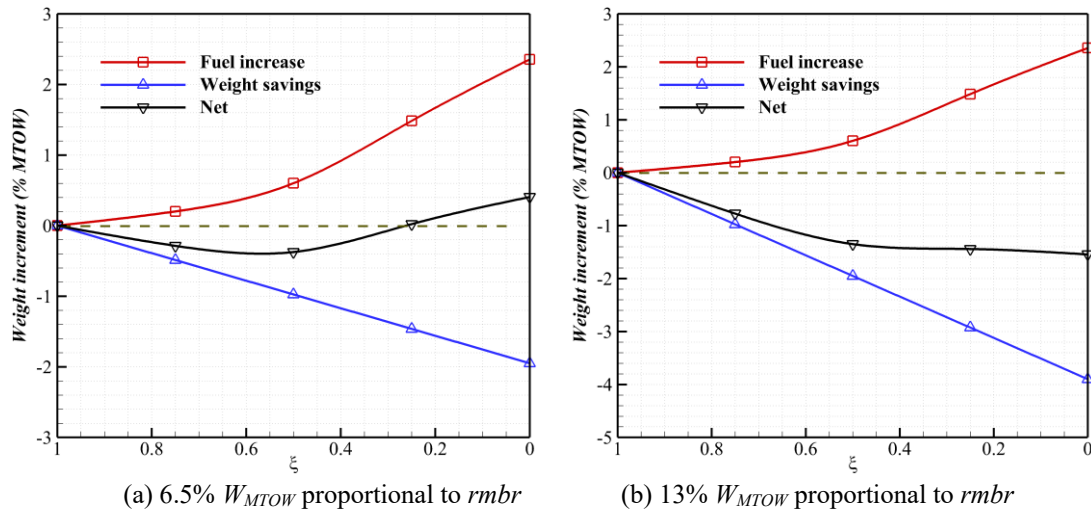 3
2
1
0
-1
-2
-3
Weight increment (% MTOW)
Fuel increase
Weight savings
Net
1
0.8
0.6
0.4
0.2
0
ξ
(a) 6.5% W_MTOW proportional to rmbr
3
2
1
0
-1
-2
-3
-4
-5
Weight increment (% MTOW)
Fuel increase
Weight savings
Net
1
0.8
0.6
0.4
0.2
0
ξ
(b) 13% W_MTOW proportional to rmbr